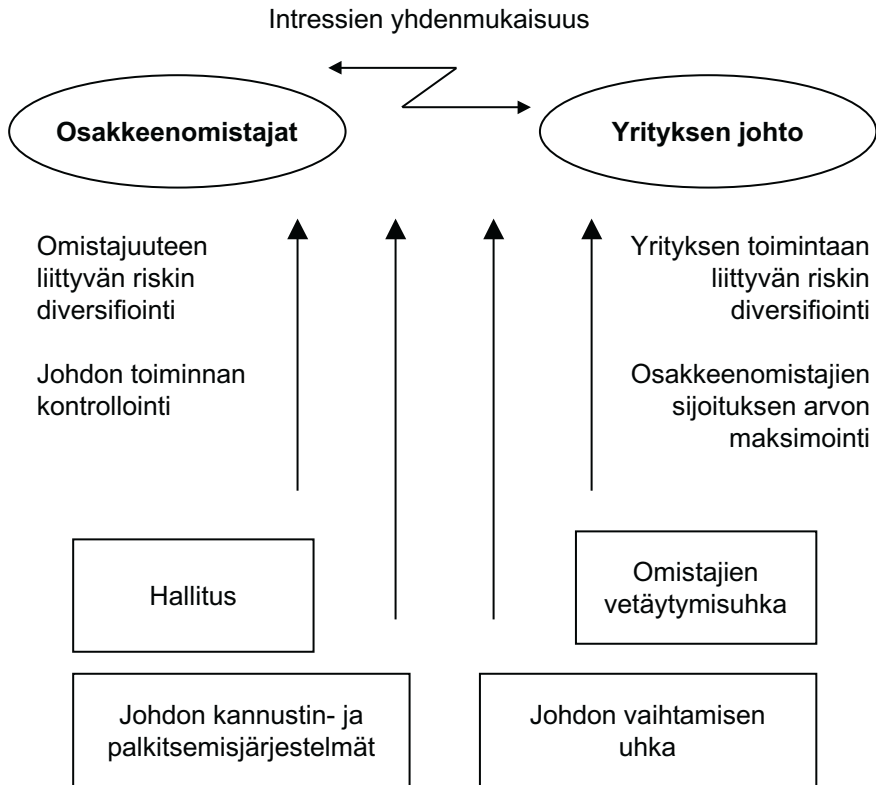 Intressien yhdenmukaisuus
Osakkeenomistajat
Yrityksen johto
Omistajuuteen
liittyvän riskin
diversifiointi
Johdon toiminnan
kontrollointi
Yrityksen toimintaan
liittyvän riskin
diversifiointi
Osakkeenomistajien
sijoituksen arvon
maksimointi
Hallitus
Omistajien
vetäytymisuhka
Johdon kannustin- ja
palkitsemisjärjestelmät
Johdon vaihtamisen
uhka